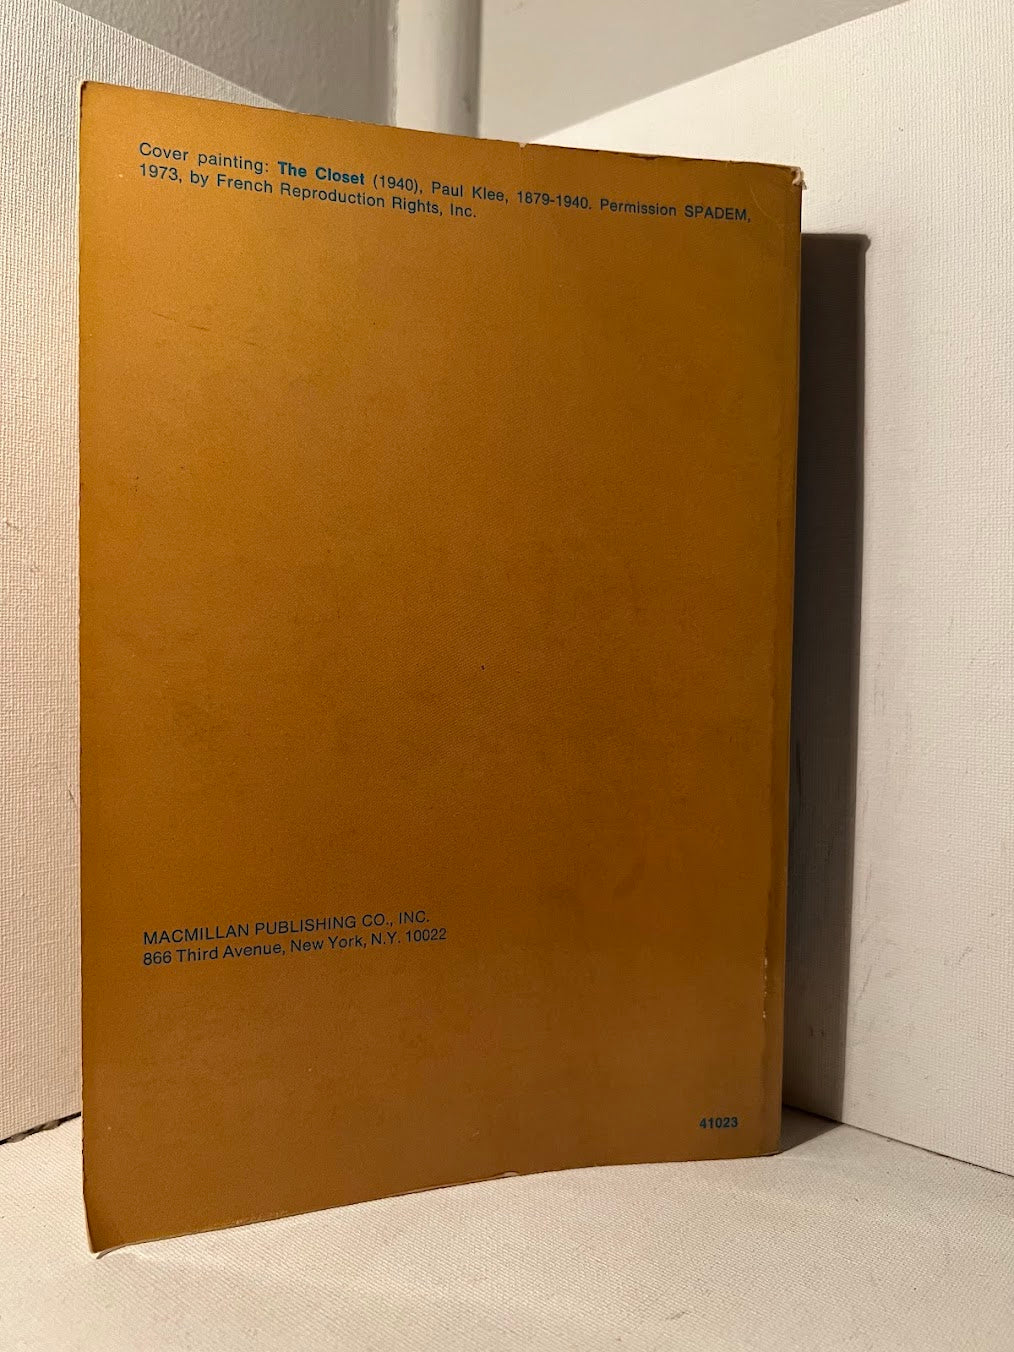 Cover painting: The Closet (1940), Paul Klee, 1879-1940. Permission SPADEM,
1973, by French Reproduction Rights, Inc.
MACMILLAN PUBLISHING CO., INC.
866 Third Avenue, New York, N.Y. 10022
41023